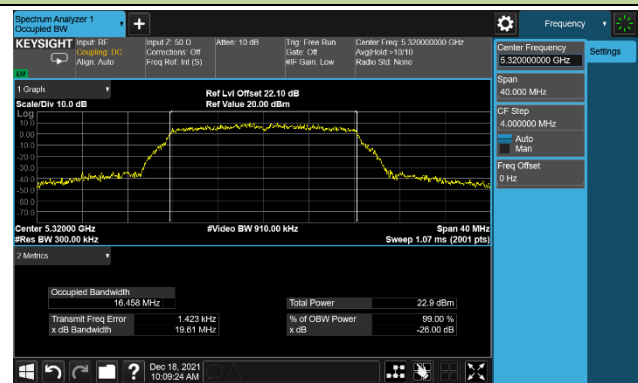 Spectrum Analyzer 1
Occupied BW
+
Frequency
KEYSIGHT
Input: RF
Coupling: DC
Align: Auto
Input Z: 50 Ω
Corrections: Off
Freq Ref: Int (S)
Atten: 10 dB
Trig: Free Run
Gate: Off
#IF Gain: Low
Center Freq: 5.320000000 GHz
Avg|Hold:>10/10
Radio Std: None
Center Frequency
5.320000000 GHz
Settings
Span
40.000 MHz
CF Step
4.000000 MHz
Auto
Man
Freq Offset
0 Hz
1 Graph
Scale/Div 10.0 dB
Ref Lvl Offset 22.10 dB
Ref Value 20.00 dBm
Log
10.0
0.00
-10.0
-20.0
-30.0
-40.0
-50.0
-60.0
-70.0
Center 5.32000 GHz
#Res BW 300.00 kHz
#Video BW 910.00 kHz
Span 40 MHz
Sweep 1.07 ms (2001 pts)
2 Metrics
Occupied Bandwidth
16.458 MHz
Total Power 22.9 dBm
Transmit Freq Error 1.423 kHz
% of OBW Power 99.00 %
x dB Bandwidth 19.61 MHz
x dB -26.00 dB
?
Dec 18, 2021
10:09:24 AM